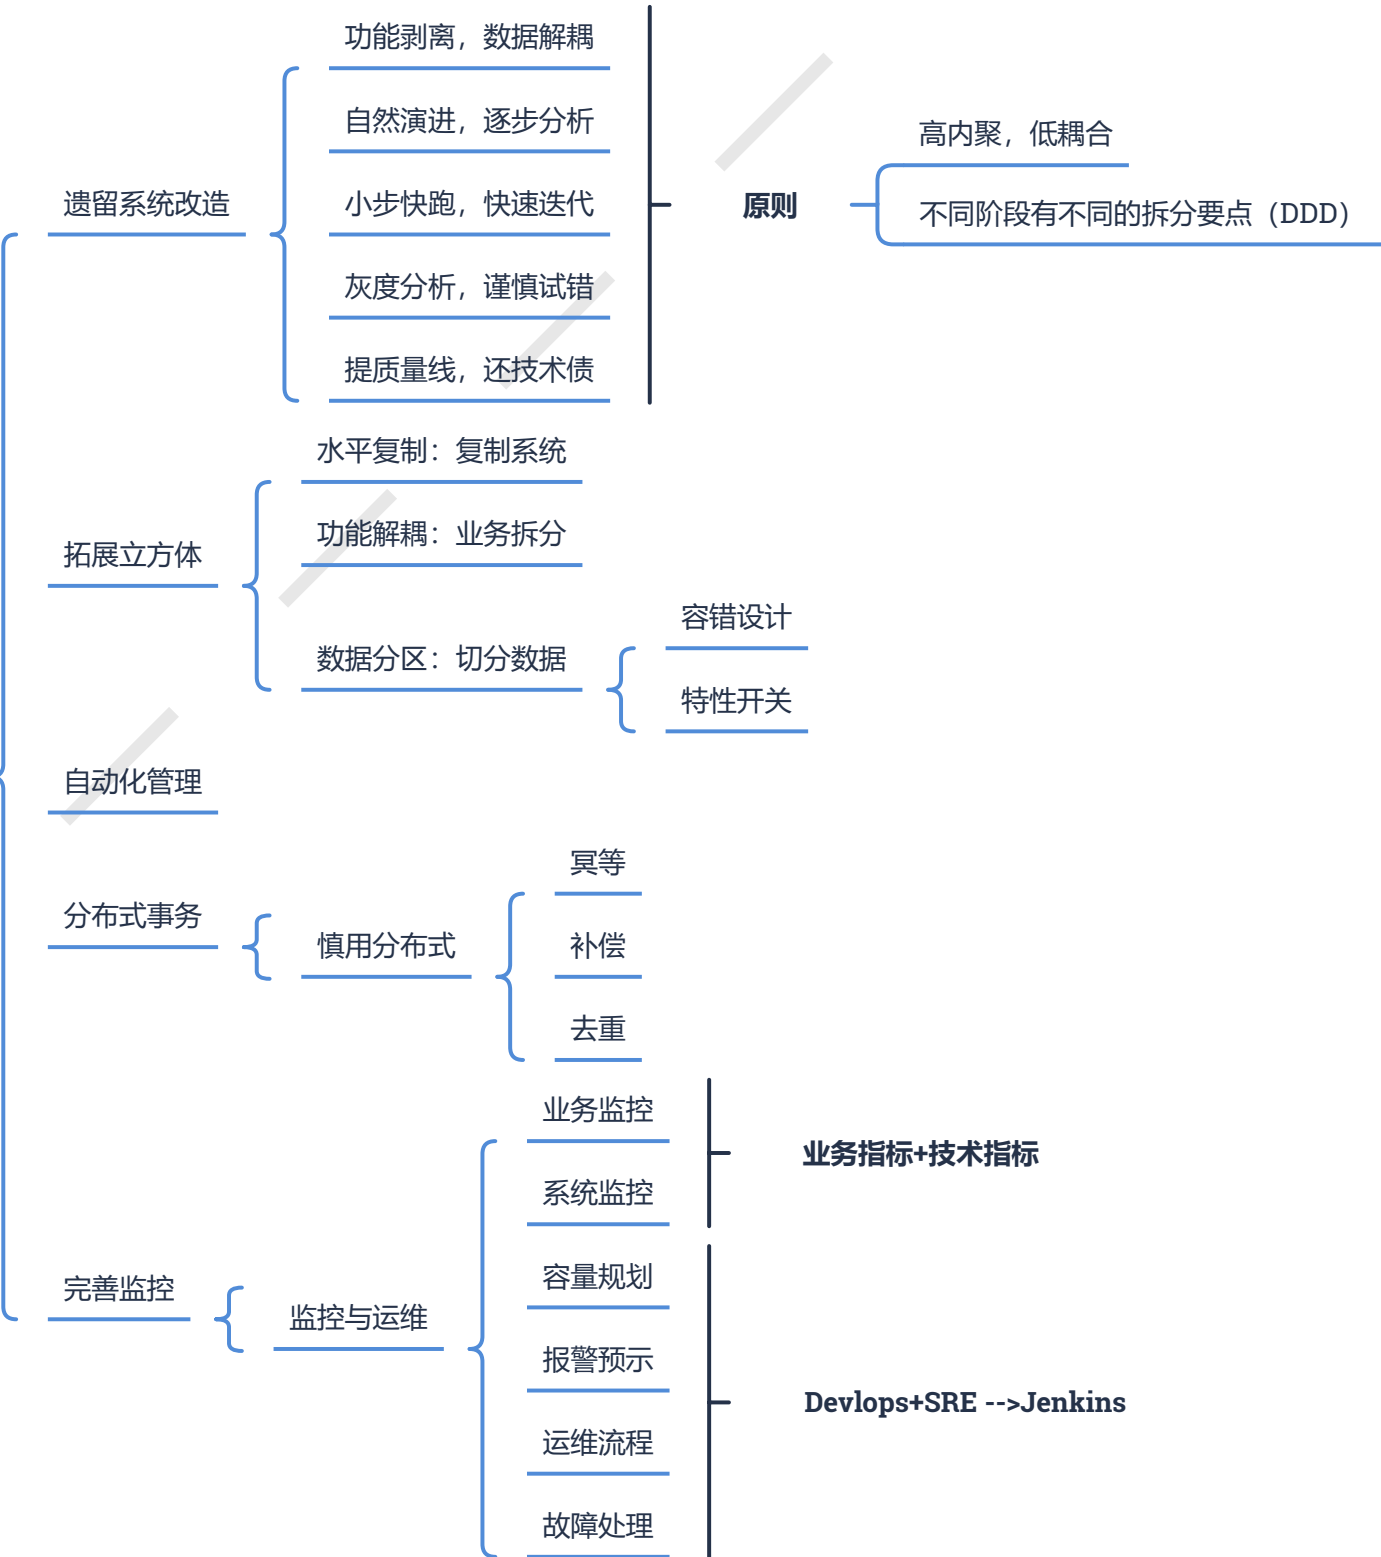 遗留系统改造
功能剥离，数据解耦
自然演进，逐步分析
小步快跑，快速迭代
灰度分析，谨慎试错
提质量线，还技术债
原则
高内聚，低耦合
不同阶段有不同的拆分要点（DDD）
拓展立方体
水平复制：复制系统
功能解耦：业务拆分
数据分区：切分数据
容错设计
特性开关
自动化管理
分布式事务
慎用分布式
冥等
补偿
去重
完善监控
监控与运维
业务监控
系统监控
业务指标+技术指标
容量规划
报警预示
运维流程
故障处理
Devlops+SRE -->Jenkins